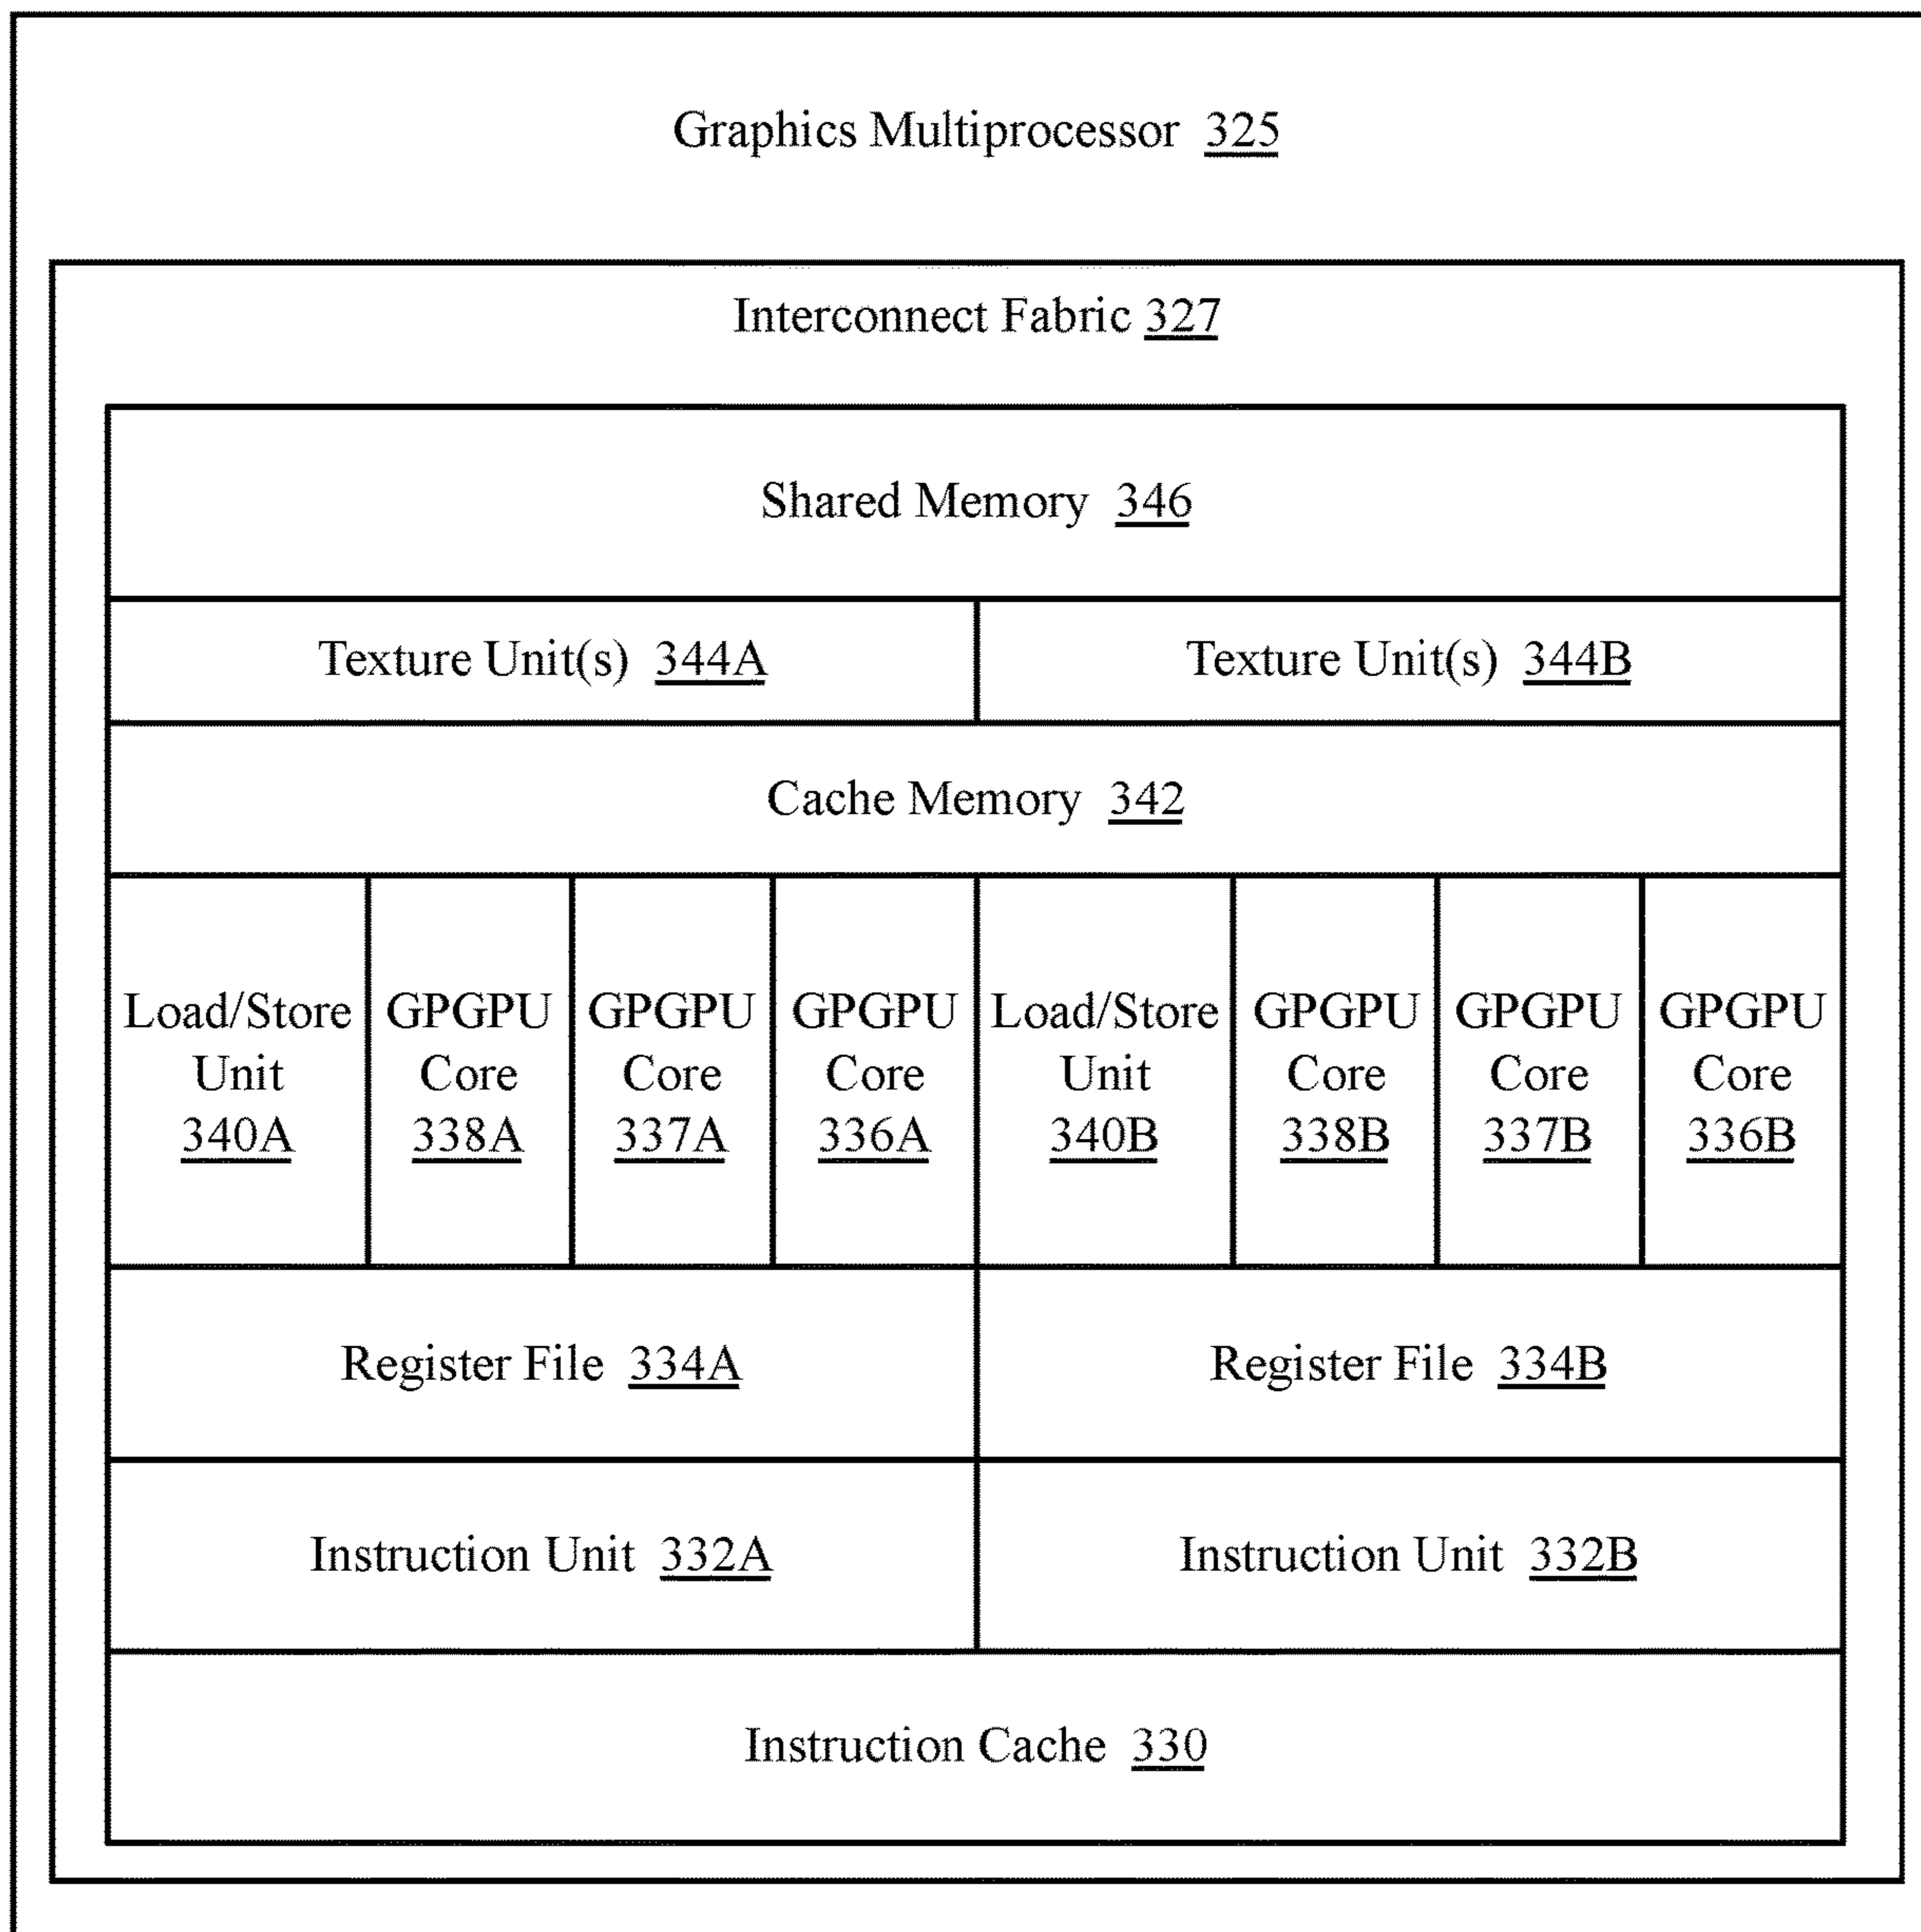 Graphics Multiprocessor 325
Interconnect Fabric 327
Shared Memory 346
Texture Unit(s) 344A
Texture Unit(s) 344B
Cache Memory 342
Load/Store
Unit
340A
GPGPU
Core
338A
GPGPU
Core
337A
GPGPU
Core
336A
Load/Store
Unit
340B
GPGPU
Core
338B
GPGPU
Core
337B
GPGPU
Core
336B
Register File 334A
Register File 334B
Instruction Unit 332A
Instruction Unit 332B
Instruction Cache 330